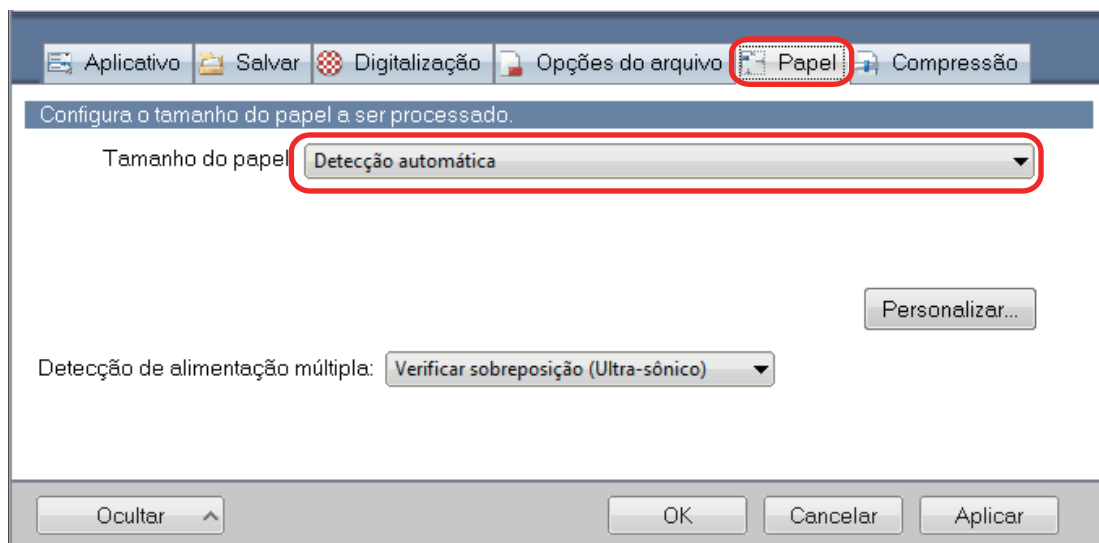 Aplicativo Salvar Digitalização Opções do arquivo Papel Compressão
Configura o tamanho do papel a ser processado.
Tamanho do papel Detecção automática
Personalizar...
Detecção de alimentação múltipla: Verificar sobreposição (Ultra-sônico)
Ocultar OK Cancelar Aplicar